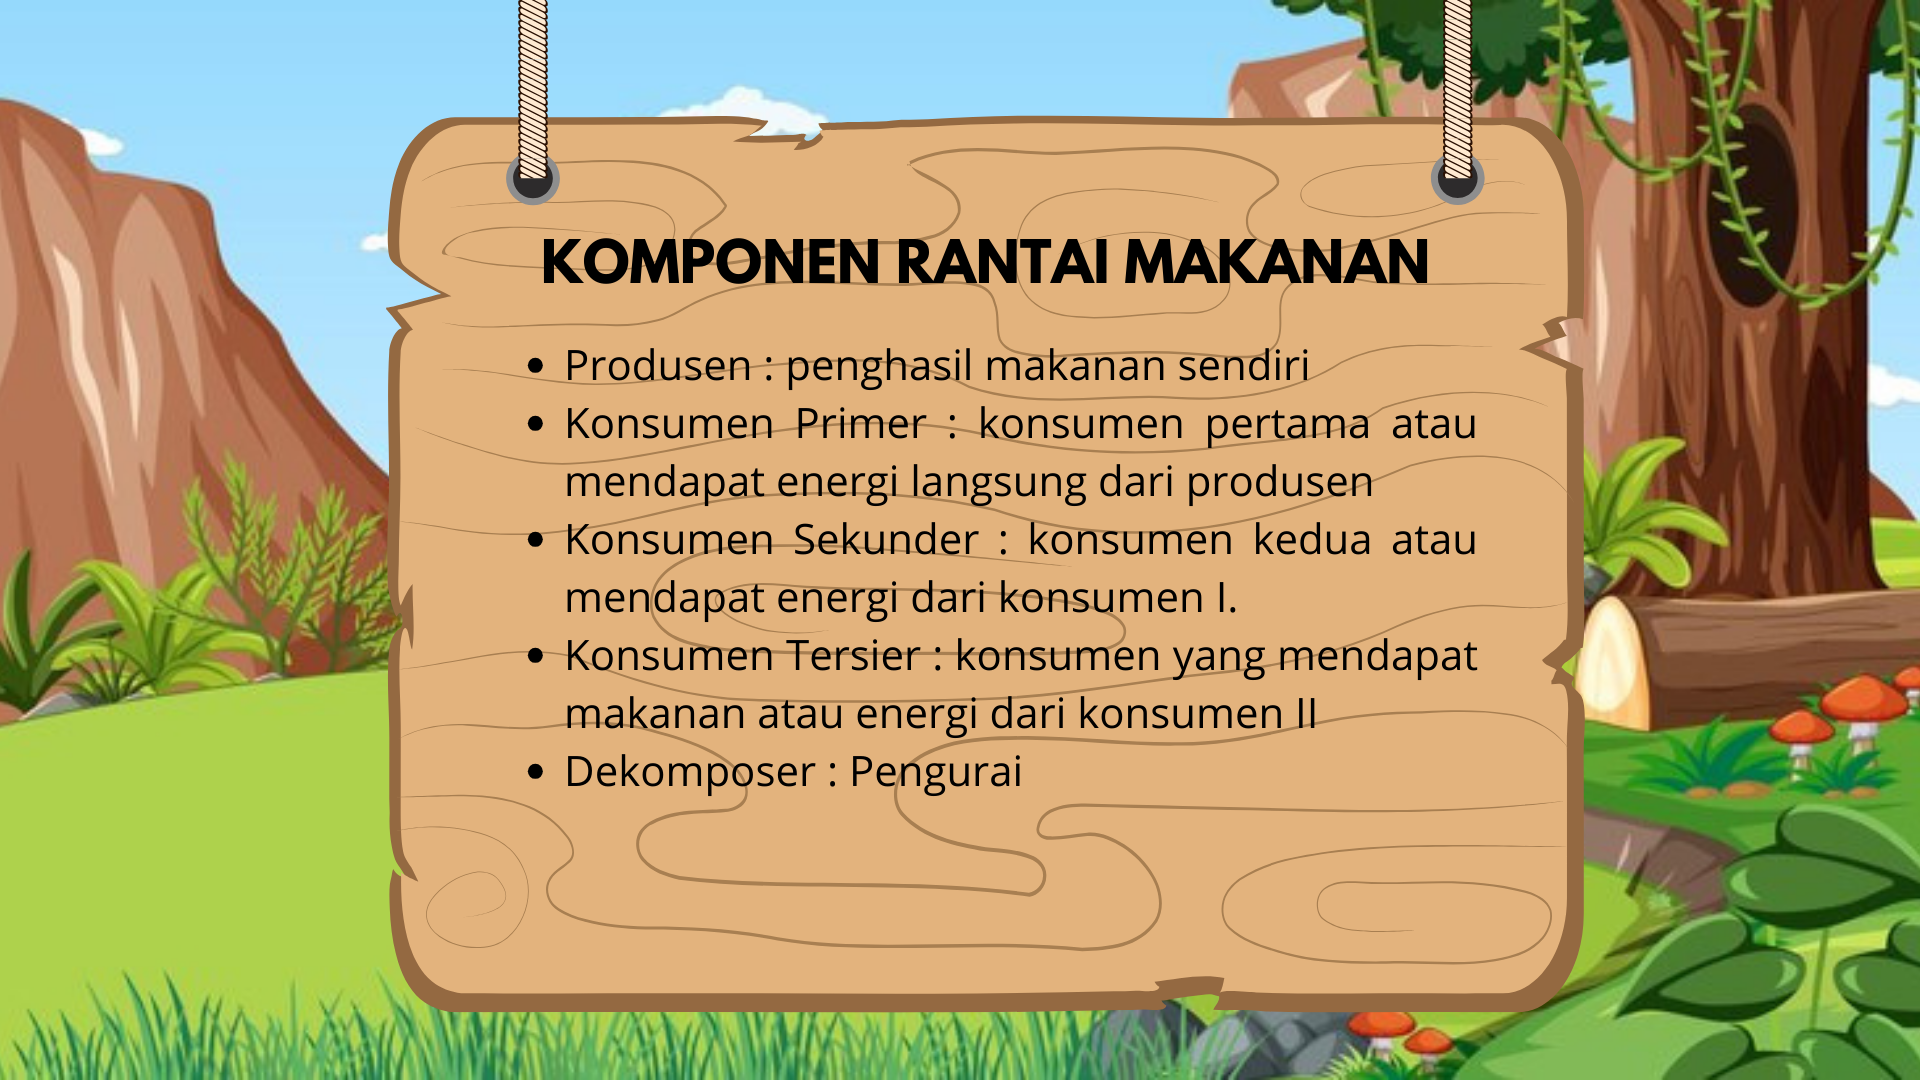 KOMPONEN RANTAI MAKANAN
• Produsen : penghasil makanan sendiri
• Konsumen Primer : konsumen pertama atau
mendapat energi langsung dari produsen
• Konsumen Sekunder : konsumen kedua atau
mendapat energi dari konsumen I.
• Konsumen Tersier : konsumen yang mendapat
makanan atau energi dari konsumen II
• Dekomposer : Pengurai